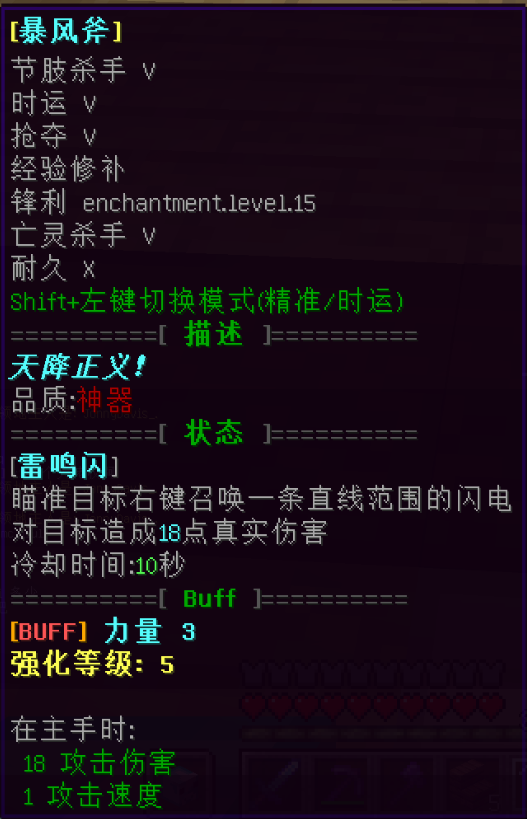 [暴风斧]
节肢杀手 V
时运 V
抢夺 V
经验修补
锋利 enchantment.level.15
亡灵杀手 V
耐久 X
Shift+左键切换模式(精准/时运)
==========[ 描述 ]==========
天降正义!
品质:神器
==========[ 状态 ]==========
[雷鸣闪]
瞄准目标右键召唤一条直线范围的闪电
对目标造成18点真实伤害
冷却时间:10秒
==========[ Buff ]==========
[BUFF] 力量 3
强化等级: 5
在主手时:
18 攻击伤害
1 攻击速度